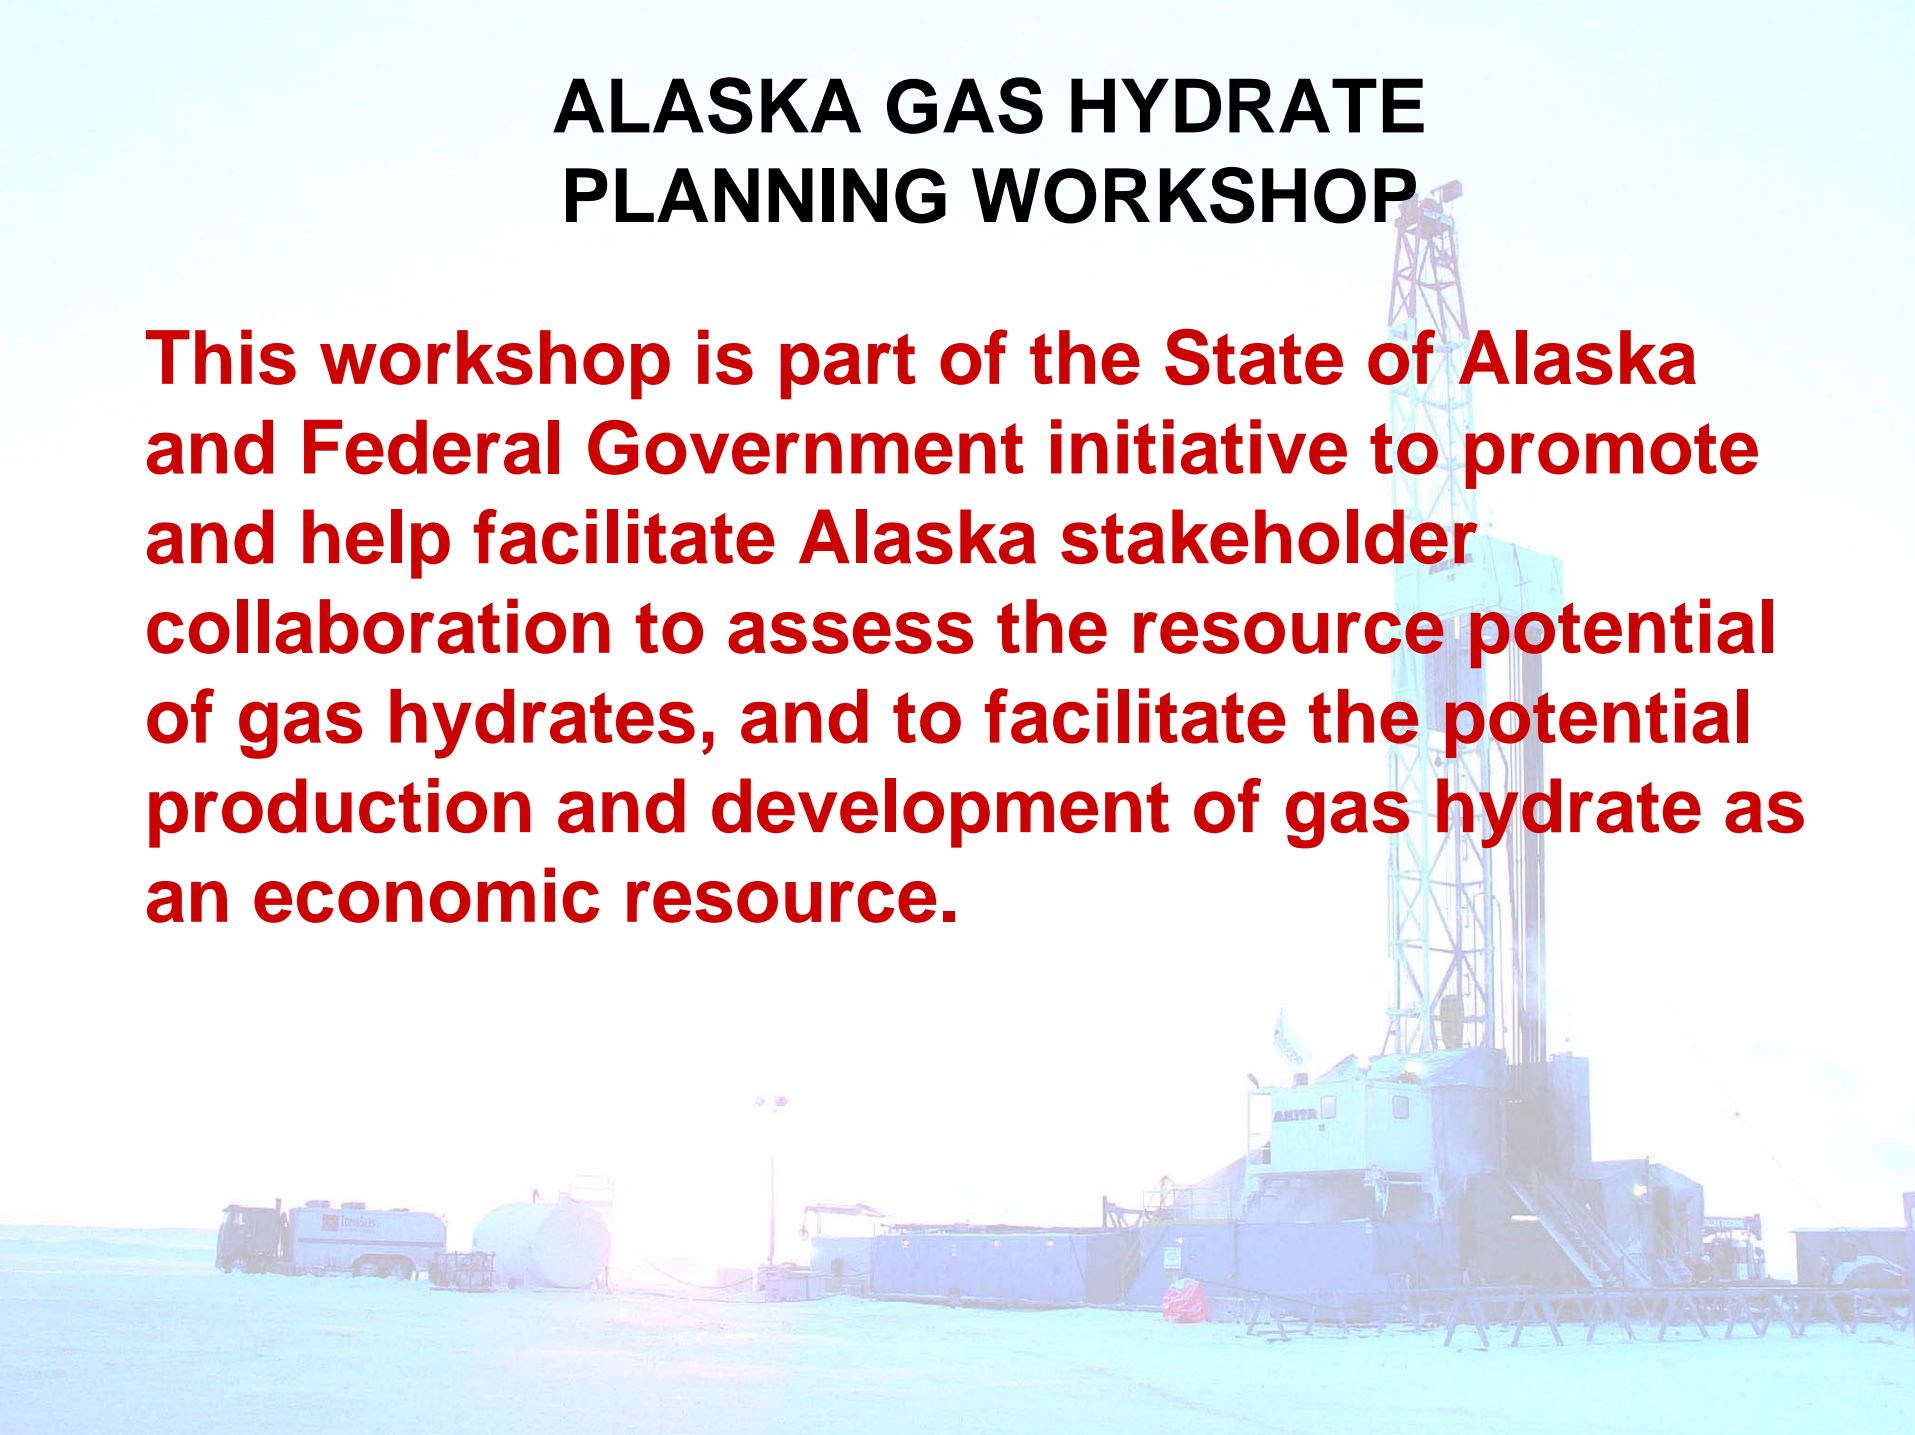 ALASKA GAS HYDRATE
PLANNING WORKSHOP
This workshop is part of the State of Alaska
and Federal Government initiative to promote
and help facilitate Alaska stakeholder
collaboration to assess the resource potential
of gas hydrates, and to facilitate the potential
production and development of gas hydrate as
an economic resource.
AKITA